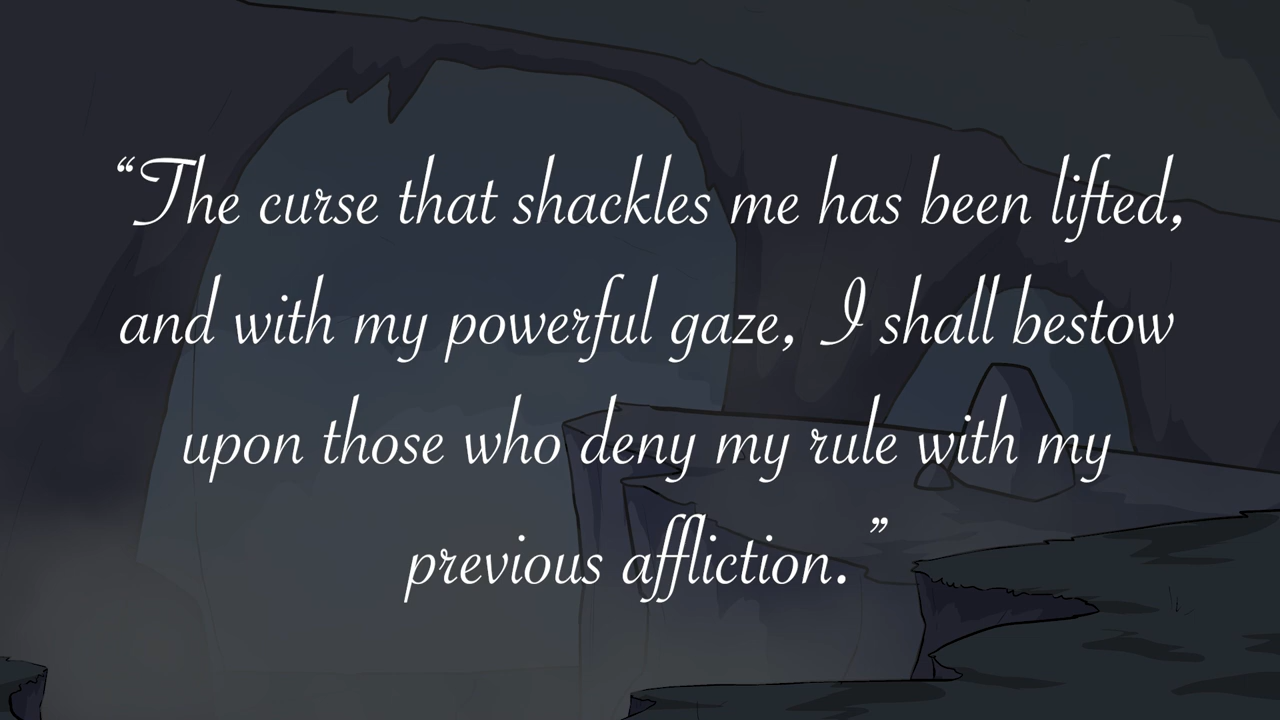 “The curse that shackles me has been lifted,
and with my powerful gaze, I shall bestow
upon those who deny my rule with my
previous affliction.”